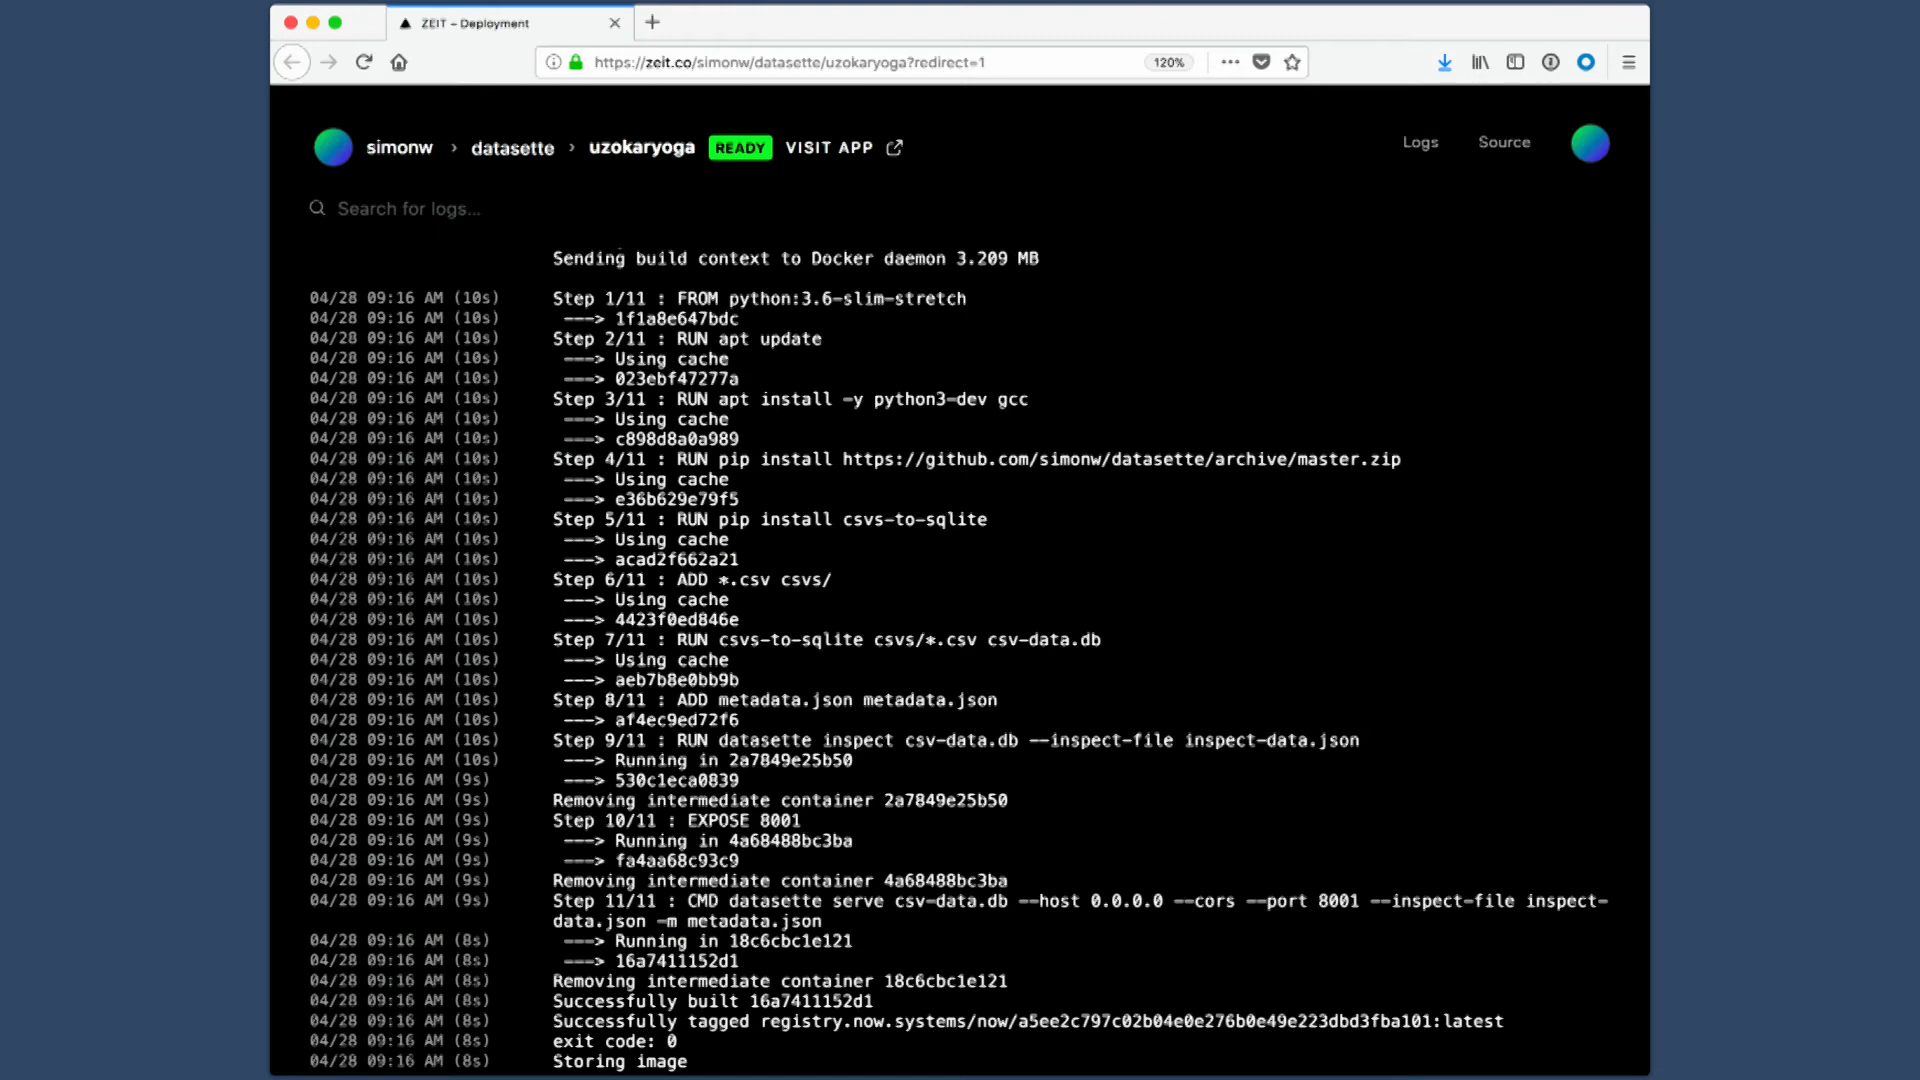 ZEIT – Deployment
https://zeit.co/simonw/datasette/uzokaryoga?redirect=1
120%
simonw › datasette › uzokaryoga READY VISIT APP
Logs Source
Search for logs...
Sending build context to Docker daemon 3.209 MB
04/28 09:16 AM (10s) Step 1/11 : FROM python:3.6-slim-stretch
04/28 09:16 AM (10s) ---> 1f1a8e647bdc
04/28 09:16 AM (10s) Step 2/11 : RUN apt update
04/28 09:16 AM (10s) ---> Using cache
04/28 09:16 AM (10s) ---> 023ebf47277a
04/28 09:16 AM (10s) Step 3/11 : RUN apt install -y python3-dev gcc
04/28 09:16 AM (10s) ---> Using cache
04/28 09:16 AM (10s) ---> c898d8a0a989
04/28 09:16 AM (10s) Step 4/11 : RUN pip install https://github.com/simonw/datasette/archive/master.zip
04/28 09:16 AM (10s) ---> Using cache
04/28 09:16 AM (10s) ---> e36b629e79f5
04/28 09:16 AM (10s) Step 5/11 : RUN pip install csvs-to-sqlite
04/28 09:16 AM (10s) ---> Using cache
04/28 09:16 AM (10s) ---> acad2f662a21
04/28 09:16 AM (10s) Step 6/11 : ADD *.csv csvs/
04/28 09:16 AM (10s) ---> Using cache
04/28 09:16 AM (10s) ---> 4423f0ed846e
04/28 09:16 AM (10s) Step 7/11 : RUN csvs-to-sqlite csvs/*.csv csv-data.db
04/28 09:16 AM (10s) ---> Using cache
04/28 09:16 AM (10s) ---> aeb7b8e0bb9b
04/28 09:16 AM (10s) Step 8/11 : ADD metadata.json metadata.json
04/28 09:16 AM (10s) ---> af4ec9ed72f6
04/28 09:16 AM (10s) Step 9/11 : RUN datasette inspect csv-data.db --inspect-file inspect-data.json
04/28 09:16 AM (10s) ---> Running in 2a7849e25b50
04/28 09:16 AM (9s) ---> 530c1eca0839
04/28 09:16 AM (9s) Removing intermediate container 2a7849e25b50
04/28 09:16 AM (9s) Step 10/11 : EXPOSE 8001
04/28 09:16 AM (9s) ---> Running in 4a68488bc3ba
04/28 09:16 AM (9s) ---> fa4aa68c93c9
04/28 09:16 AM (9s) Removing intermediate container 4a68488bc3ba
04/28 09:16 AM (9s) Step 11/11 : CMD datasette serve csv-data.db --host 0.0.0.0 --cors --port 8001 --inspect-file inspect-
data.json -m metadata.json
04/28 09:16 AM (8s) ---> Running in 18c6cbc1e121
04/28 09:16 AM (8s) ---> 16a7411152d1
04/28 09:16 AM (8s) Removing intermediate container 18c6cbc1e121
04/28 09:16 AM (8s) Successfully built 16a7411152d1
04/28 09:16 AM (8s) Successfully tagged registry.now.systems/now/a5ee2c797c02b04e0e276b0e49e223dbd3fba101:latest
04/28 09:16 AM (8s) exit code: 0
04/28 09:16 AM (8s) Storing image